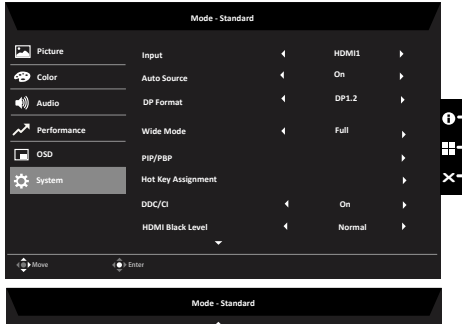 Mode - Standard
Picture
Color
Audio
Performance
OSD
System
Input HDMI1
Auto Source On
DP Format DP1.2
Wide Mode Full
PIP/PBP
Hot Key Assignment
DDC/CI On
HDMI Black Level Normal
Move Enter
Mode - Standard